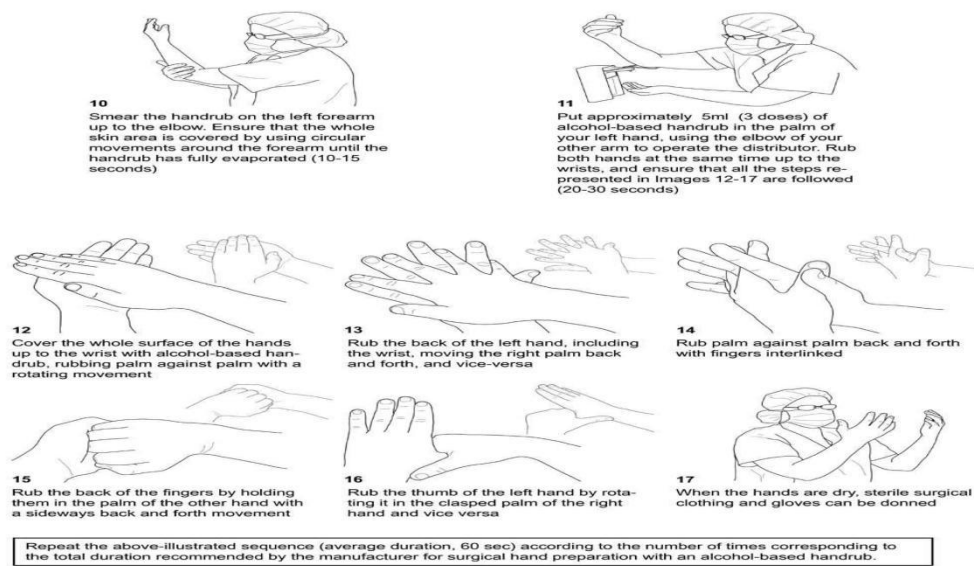 10
Smear the handrub on the left forearm
up to the elbow. Ensure that the whole
skin area is covered by using circular
movements around the forearm until the
handrub has fully evaporated (10-15
seconds)
11
Put approximately 5ml (3 doses) of
alcohol-based handrub in the palm of
your left hand, using the elbow of your
other arm to operate the distributor. Rub
both hands at the same time up to the
wrists, and ensure that all the steps re-
presented in Images 12-17 are followed
(20-30 seconds)
12
Cover the whole surface of the hands
up to the wrist with alcohol-based han-
drub, rubbing palm against palm with a
rotating movement
13
Rub the back of the left hand, including
the wrist, moving the right palm back
and forth, and vice-versa
14
Rub palm against palm back and forth
with fingers interlinked
15
Rub the back of the fingers by holding
them in the palm of the other hand with
a sideways back and forth movement
16
Rub the thumb of the left hand by rota-
ting it in the clasped palm of the right
hand and vice versa
17
When the hands are dry, sterile surgical
clothing and gloves can be donned
Repeat the above-illustrated sequence (average duration, 60 sec) according to the number of times corresponding to
the total duration recommended by the manufacturer for surgical hand preparation with an alcohol-based handrub.